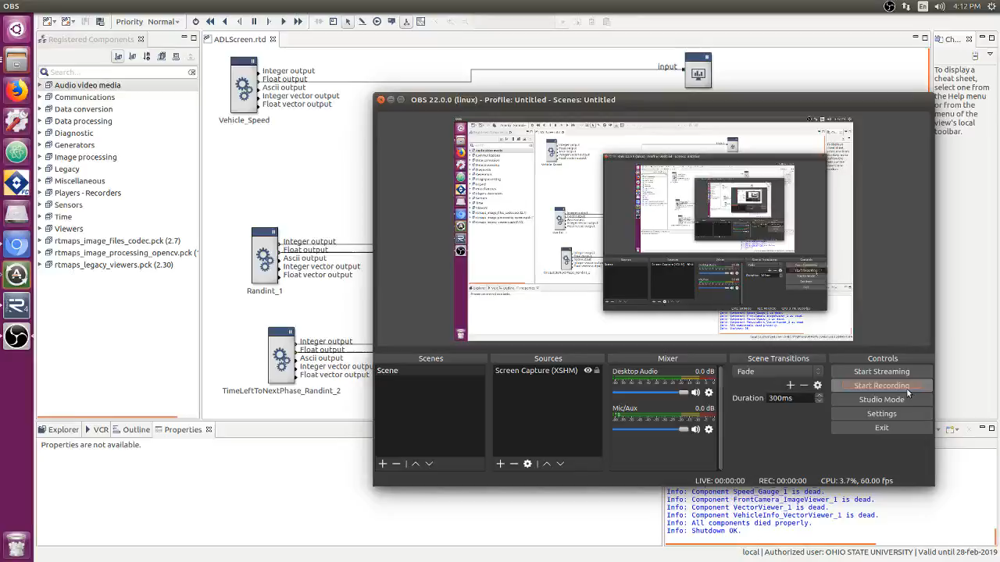 OBS
En
4:12 PM
Priority Normal
Registered Components
ADLScreen.rtd
Ch...
Search...
Audio video media
Communications
Data conversion
Data processing
Diagnostic
Generators
Image processing
Legacy
Miscellaneous
Players - Recorders
Sensors
Time
Viewers
rtmaps_image_files_codec.pck (2.7)
rtmaps_image_processing_opencv.pck (2.30)
rtmaps_legacy_viewers.pck (2.30)
Integer output
Float output
Ascii output
Integer vector output
Float vector output
Vehicle_Speed
input
Integer output
Float output
Ascii output
Integer vector output
Float vector output
Randint_1
Integer output
Float output
Ascii output
Integer vector output
Float vector output
TimeLeftToNextPhase_Randint_2
To display a
cheat sheet,
select one
from the
Help menu
or from the
menu of the
view's local
toolbar.
OBS 22.0.0 (linux) - Profile: Untitled - Scenes: Untitled
Scenes
Sources
Mixer
Scene Transitions
Controls
Scene
Screen Capture (XSHM)
Desktop Audio 0.0 dB
Mic/Aux 0.0 dB
Fade
Duration 300ms
Start Streaming
Start Recording
Studio Mode
Settings
Exit
LIVE: 00:00:00 REC: 00:00:00 CPU: 3.7%, 60.00 fps
Explorer
VCR
Outline
Properties
Properties are not available.
Info: Component Speed_Gauge_1 is dead.
Info: Component FrontCamera_ImageViewer_1 is dead.
Info: Component VectorViewer_1 is dead.
Info: Component VehicleInfo_VectorViewer_1 is dead.
Info: All components died properly.
Info: Shutdown OK.
local | Authorized user: OHIO STATE UNIVERSITY | Valid until 28-feb-2019